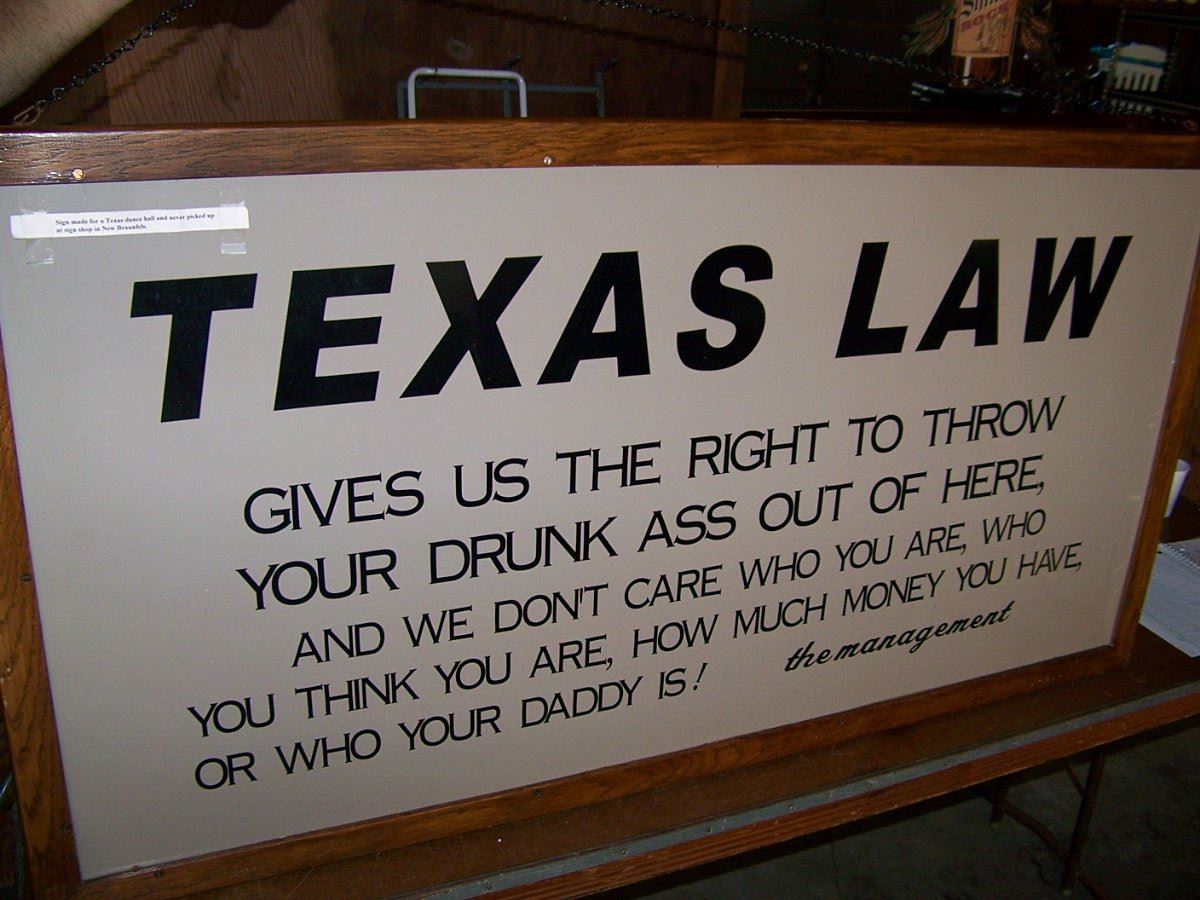 Sign made for a Texas dance hall and never picked up
at sign shop in New Braunfels.
TEXAS LAW
GIVES US THE RIGHT TO THROW
YOUR DRUNK ASS OUT OF HERE,
AND WE DON'T CARE WHO YOU ARE, WHO
YOU THINK YOU ARE, HOW MUCH MONEY YOU HAVE,
OR WHO YOUR DADDY IS!
the management